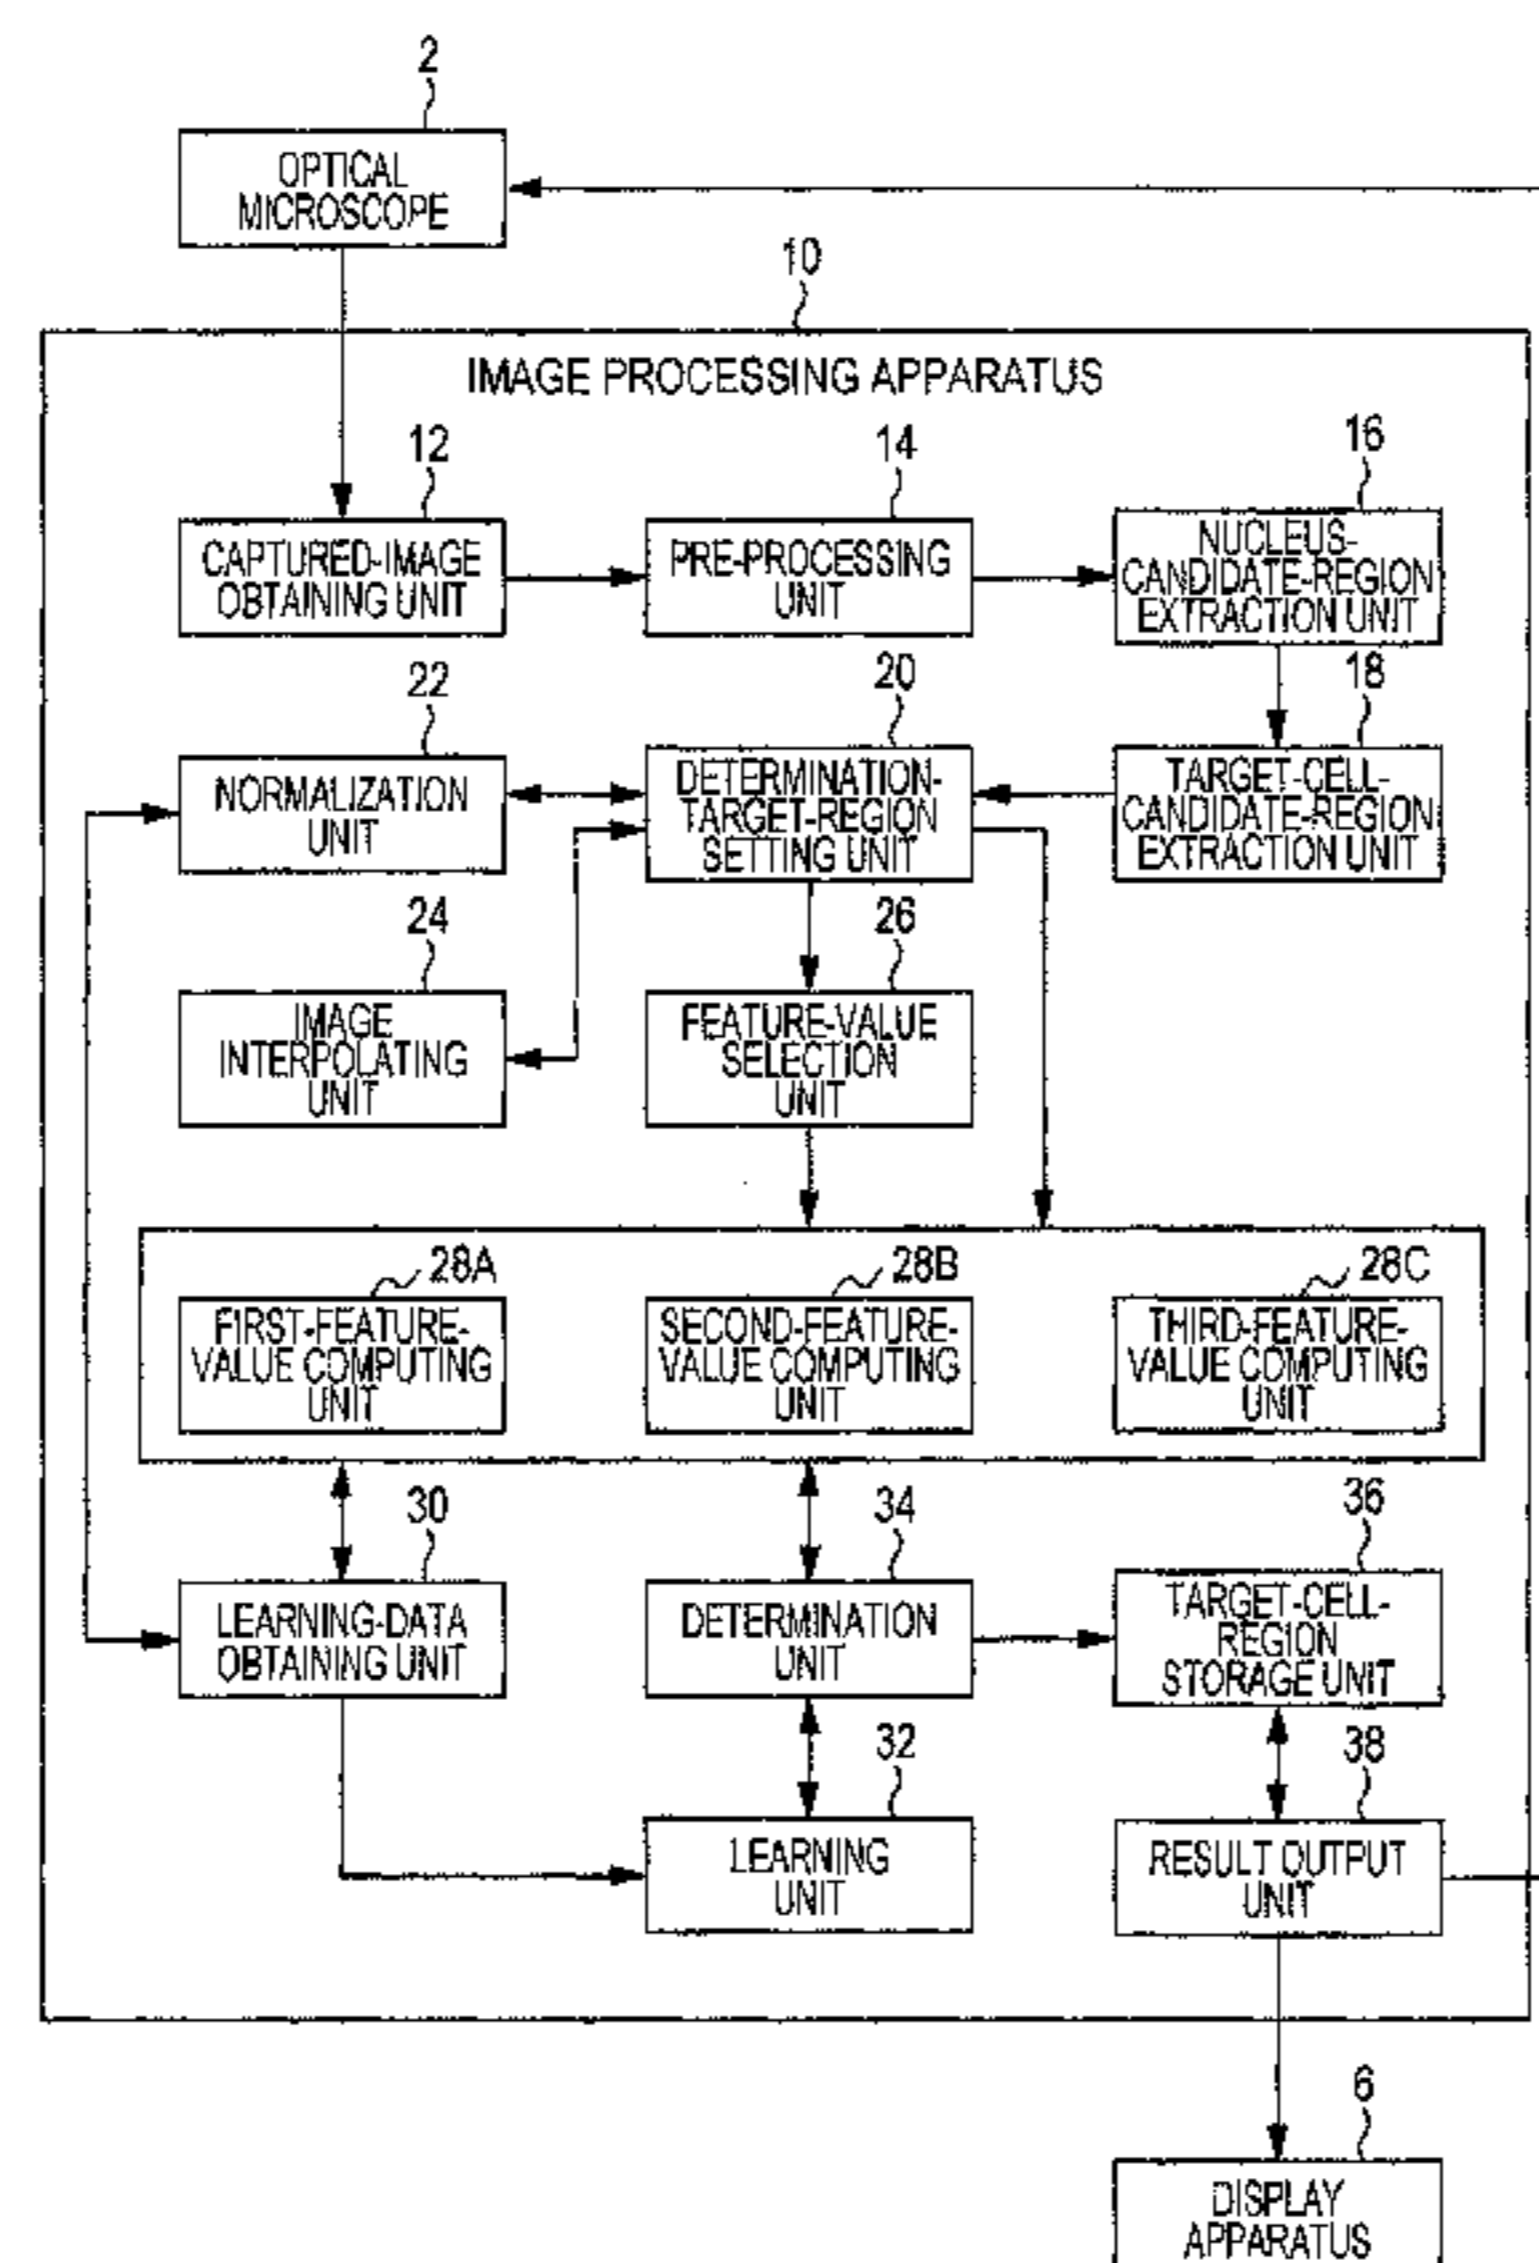 2
OPTICAL
MICROSCOPE
10
IMAGE PROCESSING APPARATUS
12
CAPTURED-IMAGE
OBTAINING UNIT
14
PRE-PROCESSING
UNIT
16
NUCLEUS-
CANDIDATE-REGION
EXTRACTION UNIT
22
NORMALIZATION
UNIT
20
DETERMINATION-
TARGET-REGION
SETTING UNIT
18
TARGET-CELL-
CANDIDATE-REGION
EXTRACTION UNIT
24
IMAGE
INTERPOLATING
UNIT
26
FEATURE-VALUE
SELECTION
UNIT
28A
FIRST-FEATURE-
VALUE COMPUTING
UNIT
28B
SECOND-FEATURE-
VALUE COMPUTING
UNIT
28C
THIRD-FEATURE-
VALUE COMPUTING
UNIT
30
LEARNING-DATA
OBTAINING UNIT
34
DETERMINATION
UNIT
36
TARGET-CELL-
REGION
STORAGE UNIT
32
LEARNING
UNIT
38
RESULT OUTPUT
UNIT
6
DISPLAY
APPARATUS